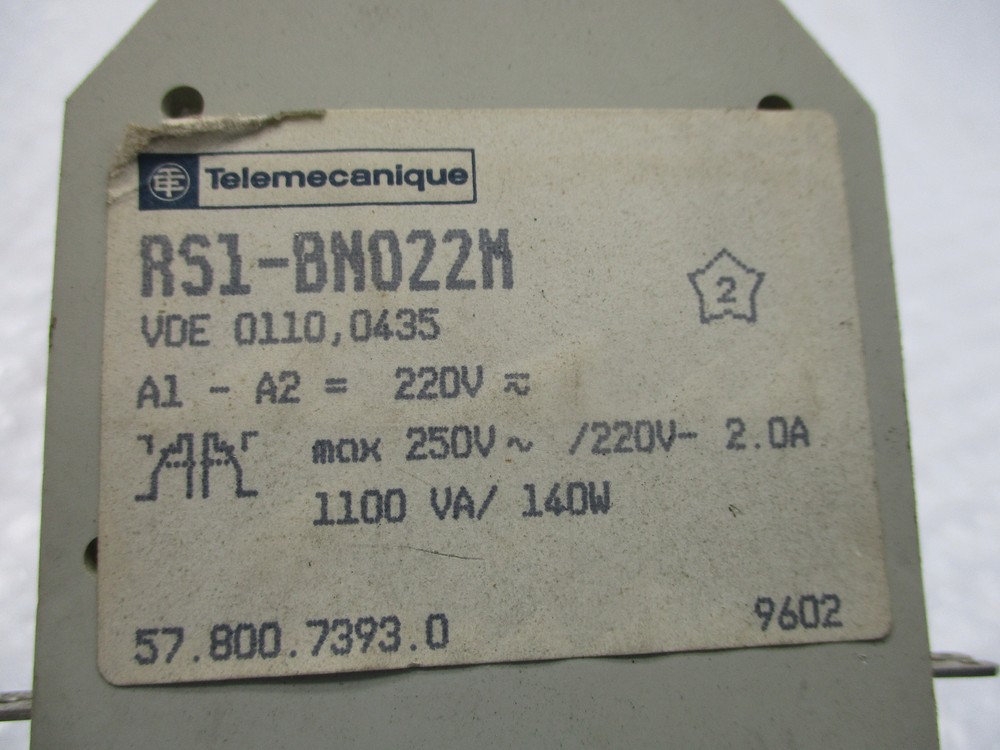 Telemecanique
RS1-BN022M
2
VDE 0110,0435
A1 - A2 = 220V ≂
max 250V~ /220V- 2.0A
1100 VA/ 140W
57.800.7393.0
9602